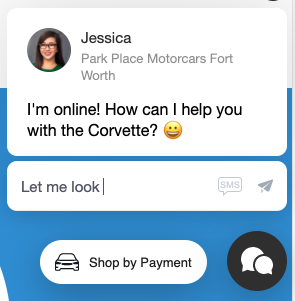 Jessica
Park Place Motorcars Fort
Worth
I'm online! How can I help you
with the Corvette? 😀
Let me look
SMS
Shop by Payment